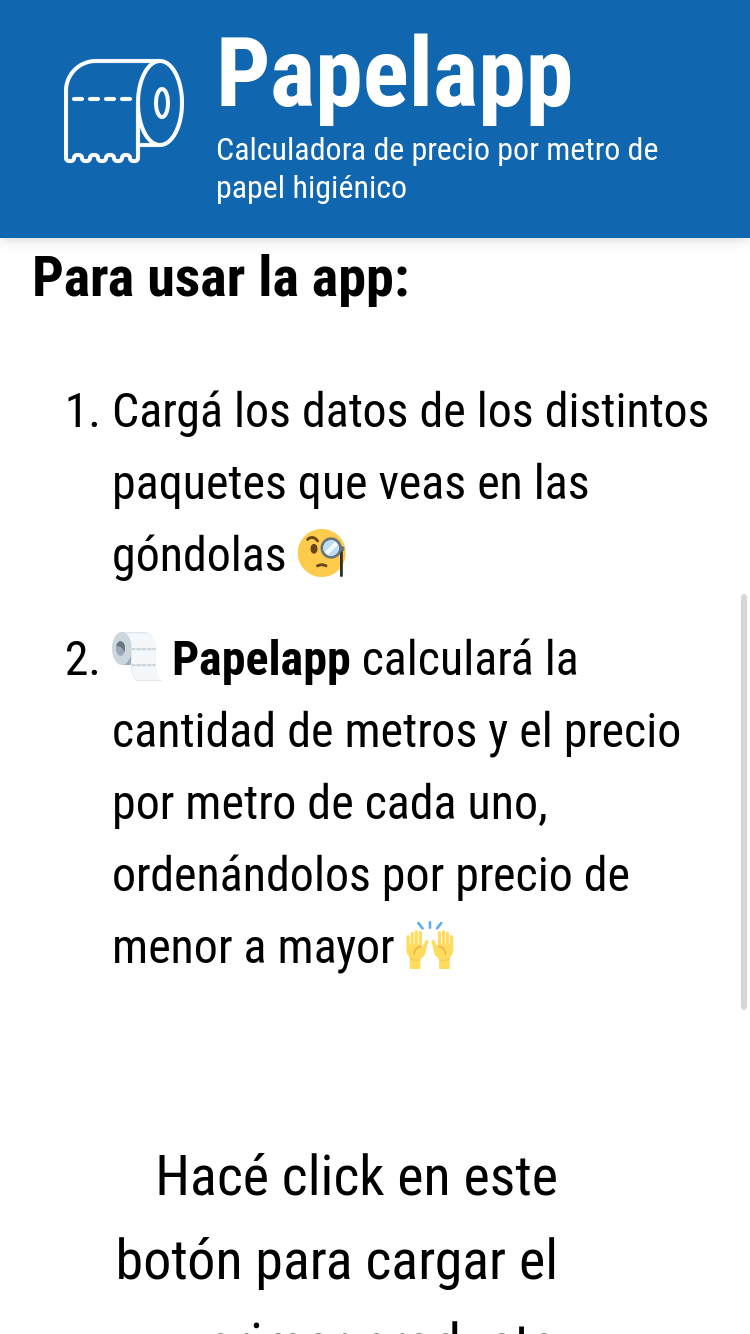 Papelapp
Calculadora de precio por metro de
papel higiénico
Para usar la app:
1. Cargá los datos de los distintos
paquetes que veas en las
góndolas 🧐
2. 🧻 Papelapp calculará la
cantidad de metros y el precio
por metro de cada uno,
ordenándolos por precio de
menor a mayor 🙌
Hacé click en este
botón para cargar el